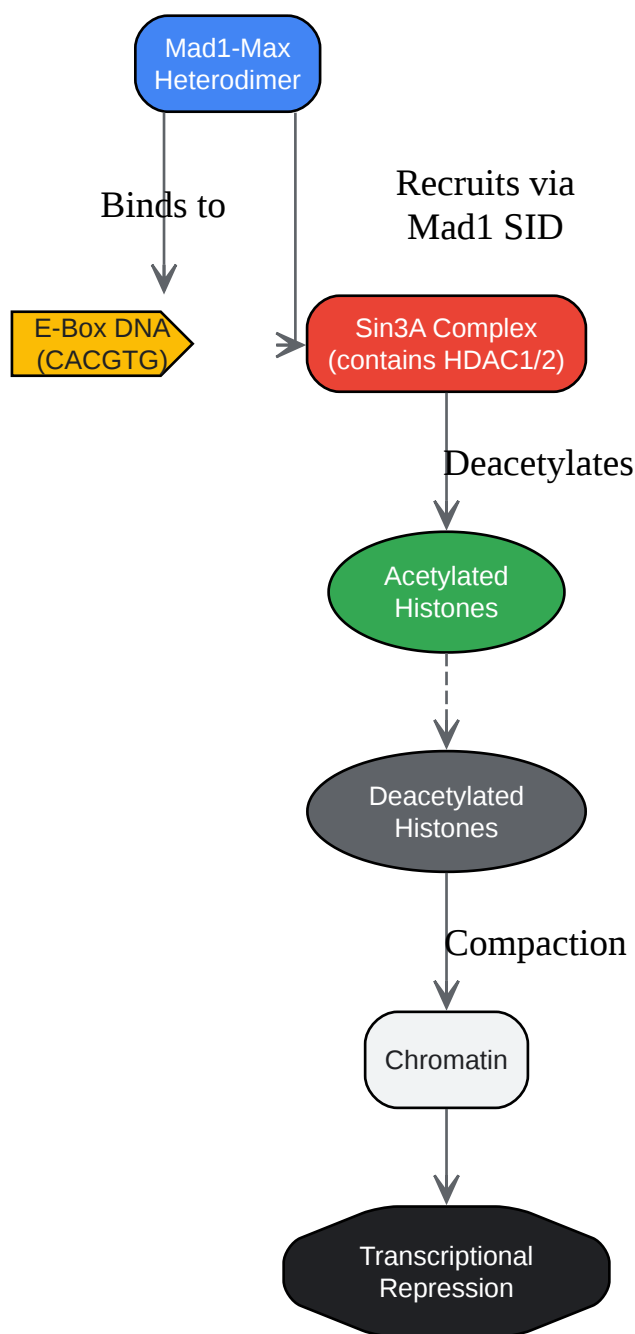 Mad1-Max
Heterodimer
Binds to
Recruits via
Mad1 SID
E-Box DNA
(CACGTG)
Sin3A Complex
(contains HDAC1/2)
Deacetylates
Acetylated
Histones
Deacetylated
Histones
Compaction
Chromatin
Transcriptional
Repression